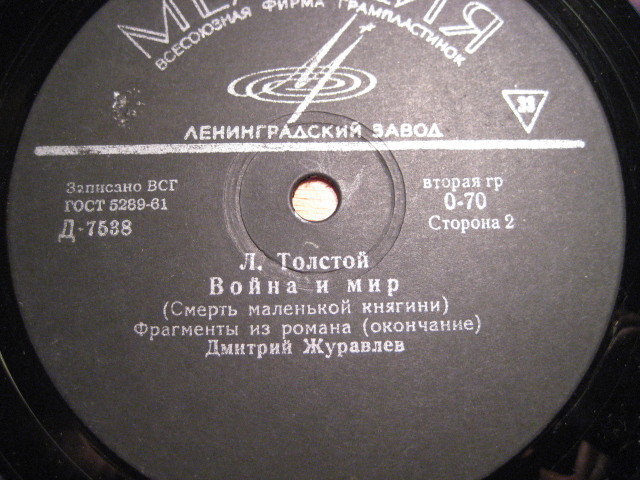 ВСЕСОЮЗНАЯ ФИРМА ГРАМПЛАСТИНОК
33
ЛЕНИНГРАДСКИЙ ЗАВОД
Записано ВСГ
ГОСТ 5289-61
Д-7538
вторая гр
0-70
Сторона 2
Л. Толстой
Война и мир
(Смерть маленькой княгини)
Фрагменты из романа (окончание)
Дмитрий Журавлев